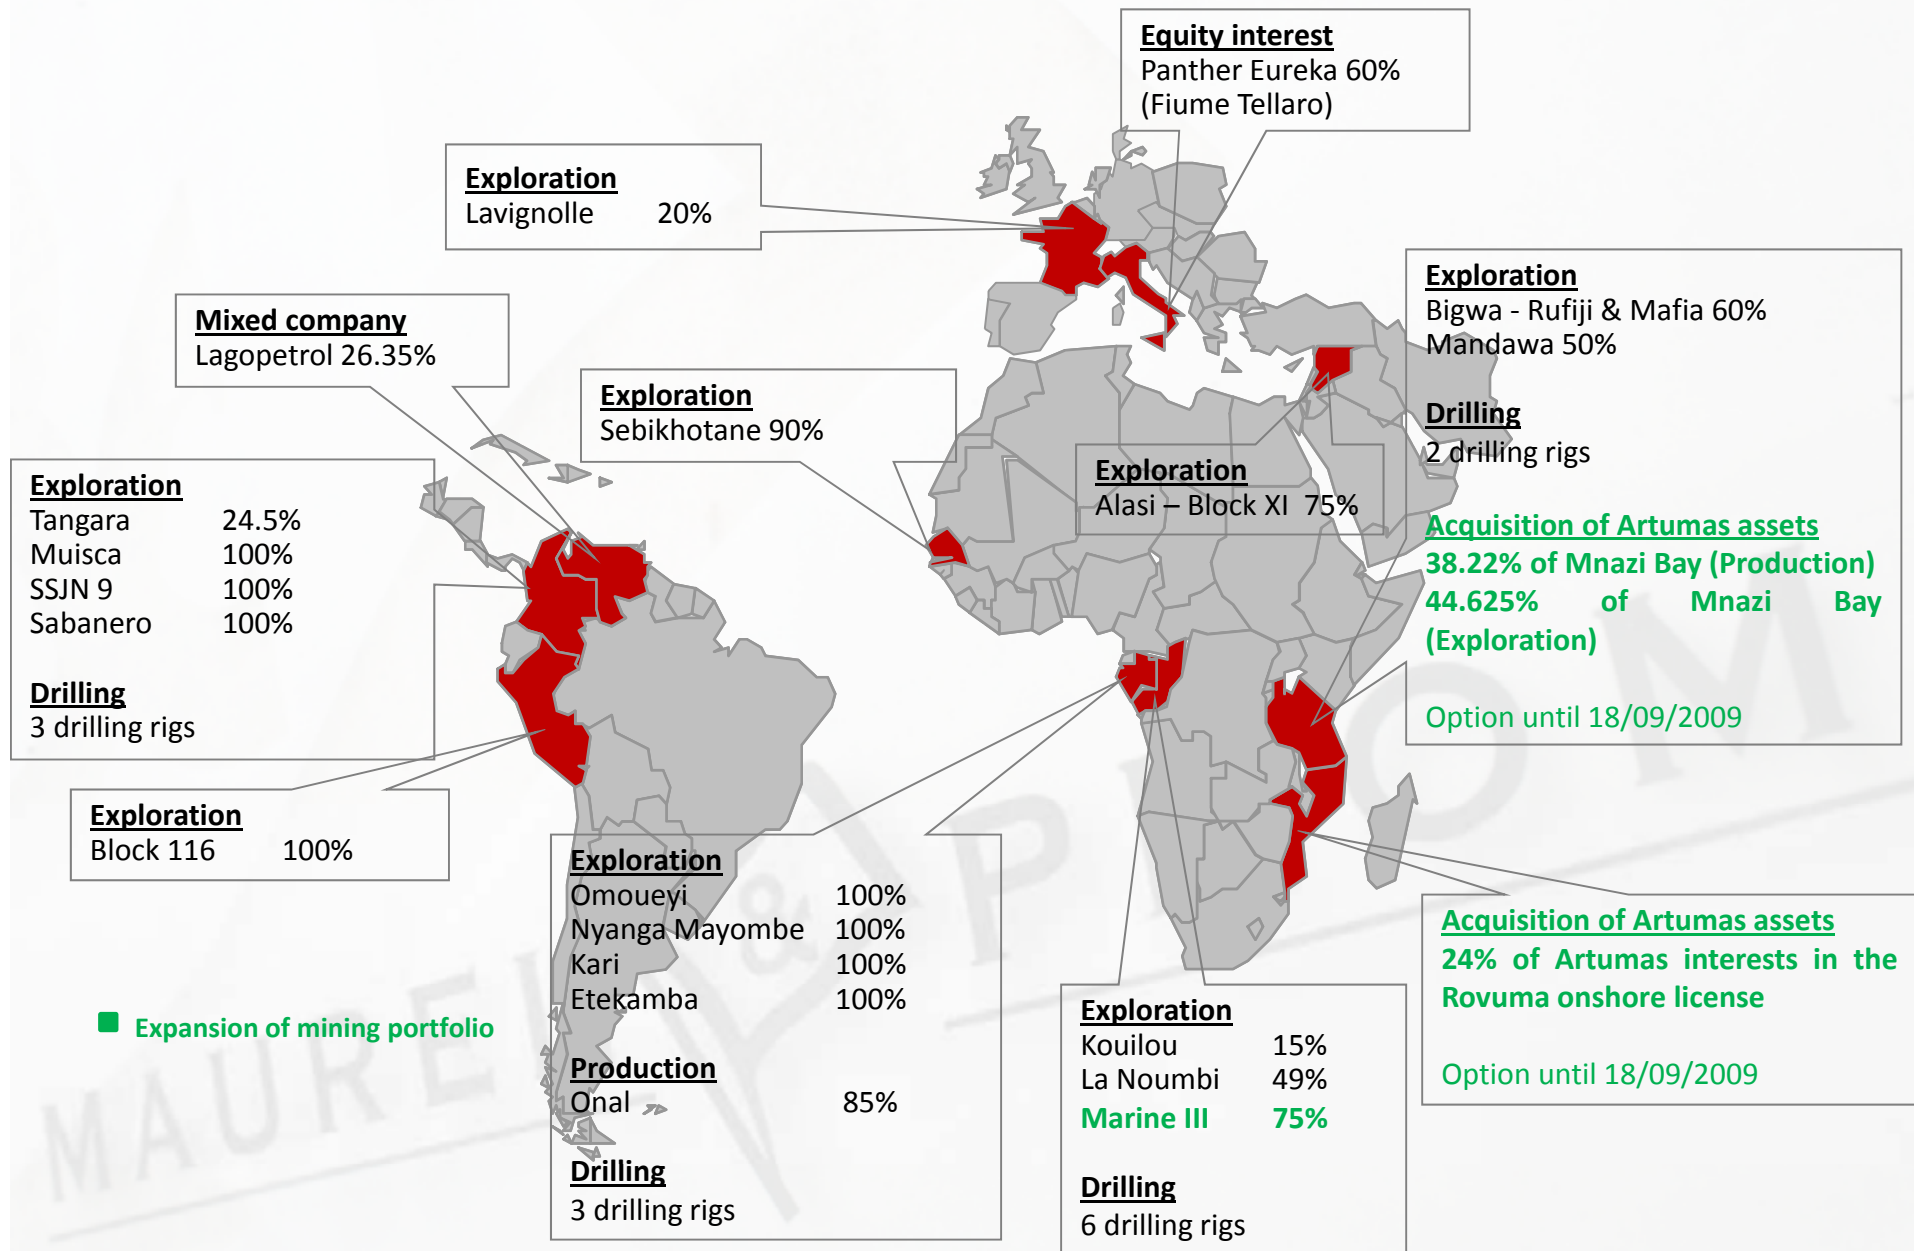 Equity interest
Panther Eureka 60%
(Fiume Tellaro)
Exploration
Lavignolle 20%
Mixed company
Lagopetrol 26.35%
Exploration
Sebikhotane 90%
Exploration
Bigwa - Rufiji & Mafia 60%
Mandawa 50%
Drilling
2 drilling rigs
Acquisition of Artumas assets
38.22% of Mnazi Bay (Production)
44.625% of Mnazi Bay
(Exploration)
Option until 18/09/2009
Exploration
Alasi – Block XI 75%
Exploration
Tangara 24.5%
Muisca 100%
SSJN 9 100%
Sabanero 100%
Drilling
3 drilling rigs
Exploration
Block 116 100%
Exploration
Omoueyi 100%
Nyanga Mayombe 100%
Kari 100%
Etekamba 100%
Production
Onal 85%
Drilling
3 drilling rigs
Exploration
Kouilou 15%
La Noumbi 49%
Marine III 75%
Drilling
6 drilling rigs
Acquisition of Artumas assets
24% of Artumas interests in the
Rovuma onshore license
Option until 18/09/2009
Expansion of mining portfolio
MAUREL & PROM